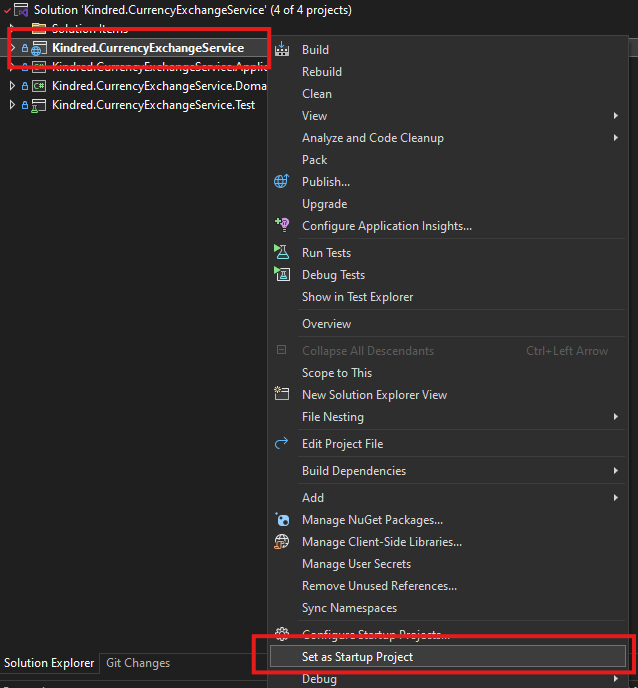 Solution 'Kindred.CurrencyExchangeService' (4 of 4 projects)
Solution Items
Kindred.CurrencyExchangeService
Kindred.CurrencyExchangeService.Applic
Kindred.CurrencyExchangeService.Domai
Kindred.CurrencyExchangeService.Test
Build
Rebuild
Clean
View
Analyze and Code Cleanup
Pack
Publish...
Upgrade
Configure Application Insights...
Run Tests
Debug Tests
Show in Test Explorer
Overview
Collapse All Descendants Ctrl+Left Arrow
Scope to This
New Solution Explorer View
File Nesting
Edit Project File
Build Dependencies
Add
Manage NuGet Packages...
Manage Client-Side Libraries...
Manage User Secrets
Remove Unused References...
Sync Namespaces
Configure Startup Projects...
Set as Startup Project
Debug
Solution Explorer Git Changes